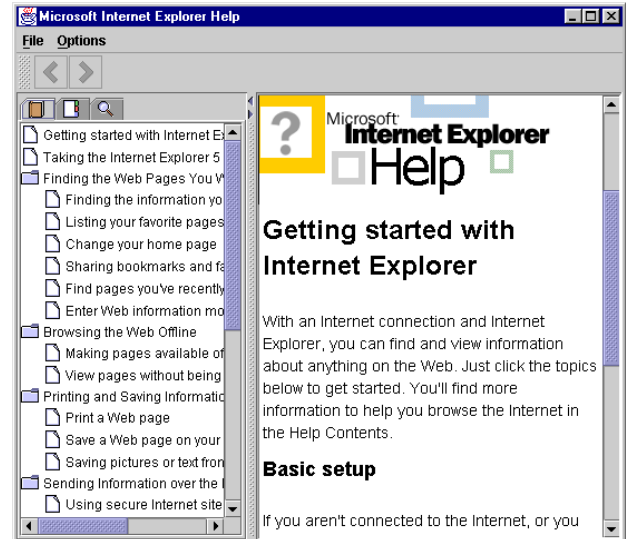 Microsoft Internet Explorer Help
File Options
Getting started with Internet Ex
Taking the Internet Explorer 5
Finding the Web Pages You W
Finding the information yo
Listing your favorite pages
Change your home page
Sharing bookmarks and fa
Find pages you've recently
Enter Web information mo
Browsing the Web Offline
Making pages available of
View pages without being
Printing and Saving Informatio
Print a Web page
Save a Web page on your
Saving pictures or text from
Sending Information over the I
Using secure Internet site
?
Microsoft
Internet Explorer
Help
Getting started with
Internet Explorer
With an Internet connection and Internet
Explorer, you can find and view information
about anything on the Web. Just click the topics
below to get started. You'll find more
information to help you browse the Internet in
the Help Contents.
Basic setup
If you aren't connected to the Internet, or you